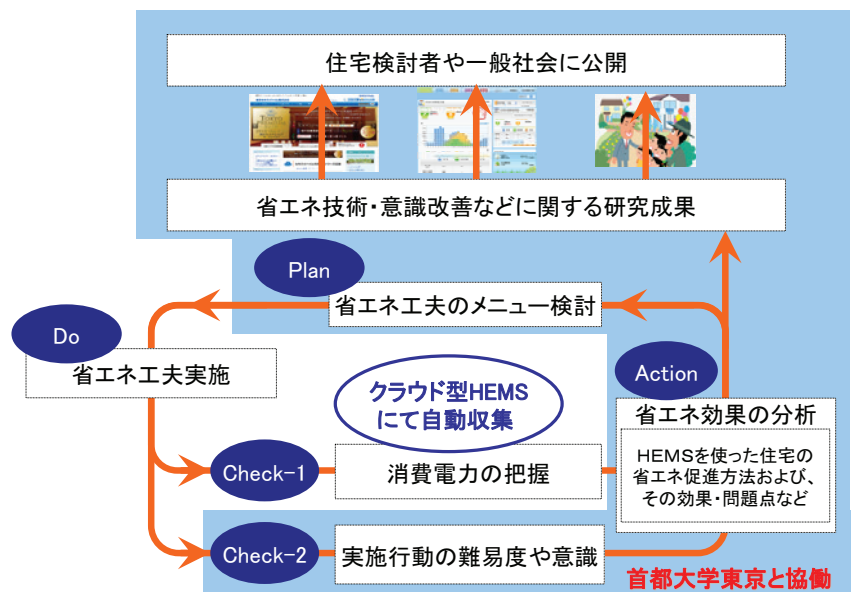 住宅検討者や一般社会に公開
省エネ技術・意識改善などに関する研究成果
Plan
省エネ工夫のメニュー検討
Do
省エネ工夫実施
クラウド型HEMS
にて自動収集
Action
省エネ効果の分析
HEMSを使った住宅の
省エネ促進方法および、
その効果・問題点など
Check-1
消費電力の把握
Check-2
実施行動の難易度や意識
首都大学東京と協働